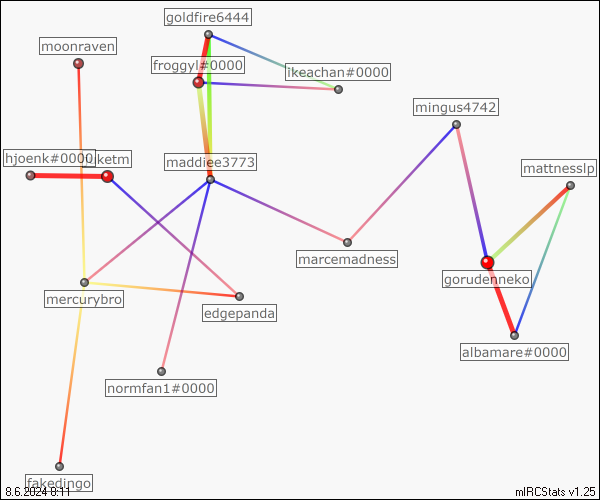 goldfire6444
moonraven
froggyl#0000
ikeachan#0000
mingus4742
hjoenk#0000
maddiee3773
mattnesslp
marcemadness
gorudenneko
mercurybro
edgepanda
albamare#0000
normfan1#0000
fakedingo
8.6.2024 8:11
mIRCStats v1.25